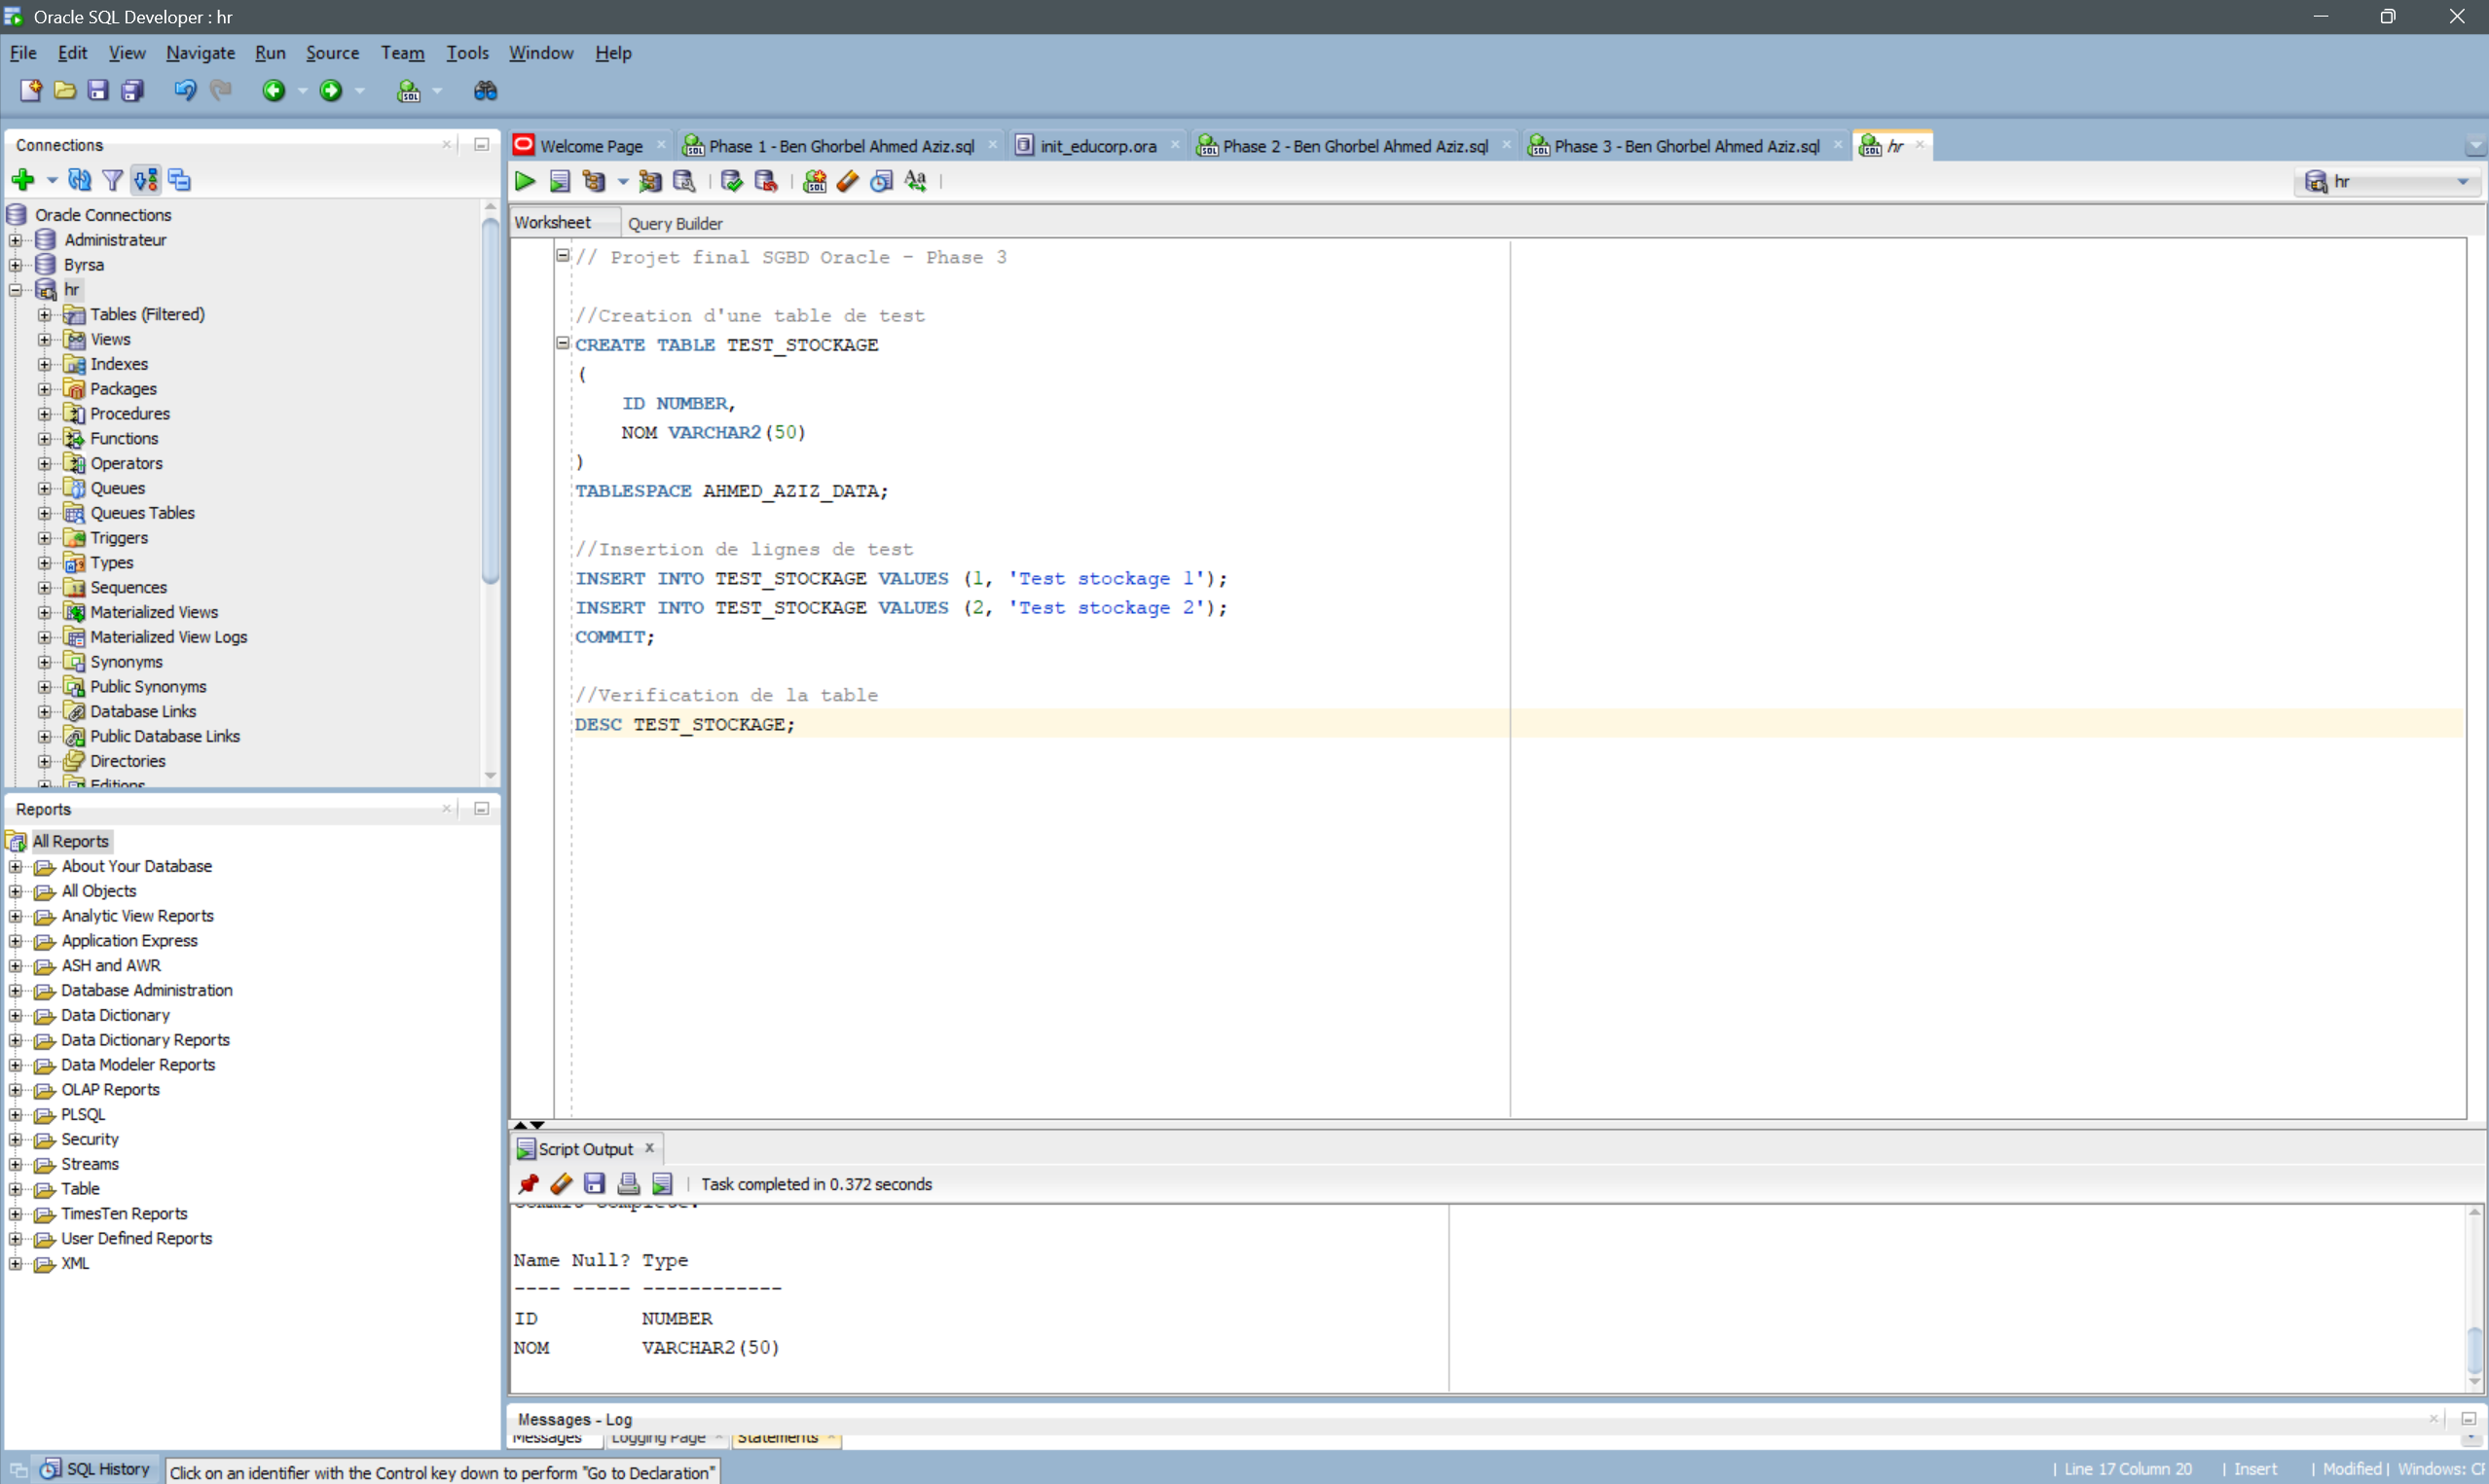 Oracle SQL Developer : hr
File Edit View Navigate Run Source Team Tools Window Help
Connections
Oracle Connections
Administrateur
Byrsa
hr
Tables (Filtered)
Views
Indexes
Packages
Procedures
Functions
Operators
Queues
Queues Tables
Triggers
Types
Sequences
Materialized Views
Materialized View Logs
Synonyms
Public Synonyms
Database Links
Public Database Links
Directories
Editions
Reports
All Reports
About Your Database
All Objects
Analytic View Reports
Application Express
ASH and AWR
Database Administration
Data Dictionary
Data Dictionary Reports
Data Modeler Reports
OLAP Reports
PLSQL
Security
Streams
Table
TimesTen Reports
User Defined Reports
XML
Welcome Page Phase 1 - Ben Ghorbel Ahmed Aziz.sql init_educorp.ora Phase 2 - Ben Ghorbel Ahmed Aziz.sql Phase 3 - Ben Ghorbel Ahmed Aziz.sql hr
hr
Worksheet Query Builder
// Projet final SGBD Oracle - Phase 3
//Creation d'une table de test
CREATE TABLE TEST_STOCKAGE
(
ID NUMBER,
NOM VARCHAR2(50)
)
TABLESPACE AHMED_AZIZ_DATA;
//Insertion de lignes de test
INSERT INTO TEST_STOCKAGE VALUES (1, 'Test stockage 1');
INSERT INTO TEST_STOCKAGE VALUES (2, 'Test stockage 2');
COMMIT;
//Verification de la table
DESC TEST_STOCKAGE;
Script Output
Task completed in 0.372 seconds
Commit complete.
Name Null? Type
---- ----- ------------
ID NUMBER
NOM VARCHAR2(50)
Messages - Log
Messages Logging Page Statements
SQL History Click on an identifier with the Control key down to perform "Go to Declaration"
| Line 17 Column 20 | Insert | Modified | Windows: C